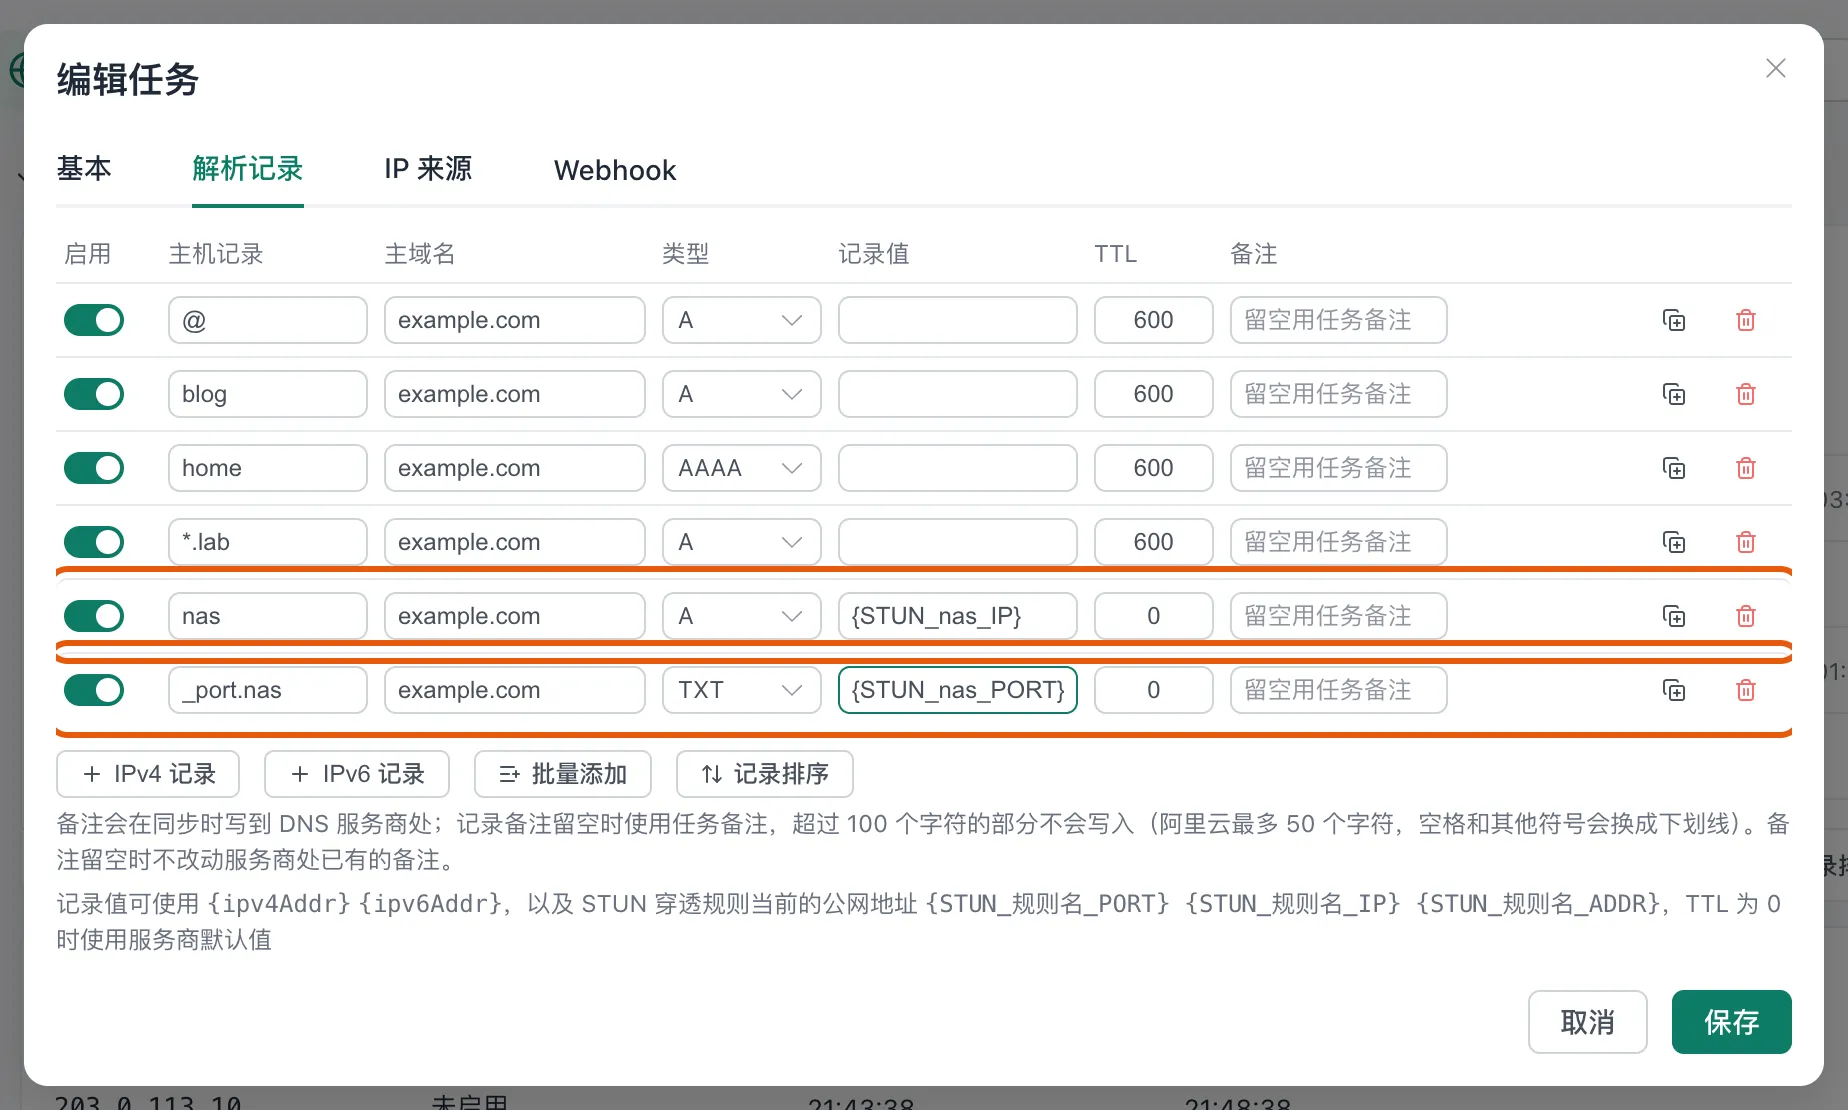 编辑任务
基本 解析记录 IP 来源 Webhook
启用 主机记录 主域名 类型 记录值 TTL 备注
@ example.com A 600 留空用任务备注
blog example.com A 600 留空用任务备注
home example.com AAAA 600 留空用任务备注
*.lab example.com A 600 留空用任务备注
nas example.com A {STUN_nas_IP} 0 留空用任务备注
_port.nas example.com TXT {STUN_nas_PORT} 0 留空用任务备注
IPv4 记录 IPv6 记录 批量添加 记录排序
备注会在同步时写到 DNS 服务商处；记录备注留空时使用任务备注，超过 100 个字符的部分不会写入（阿里云最多 50 个字符，空格和其他符号会换成下划线）。备
注留空时不改动服务商处已有的备注。
记录值可使用 {ipv4Addr} {ipv6Addr}，以及 STUN 穿透规则当前的公网地址 {STUN_规则名_PORT} {STUN_规则名_IP} {STUN_规则名_ADDR}，TTL 为 0
时使用服务商默认值
取消 保存
203.0.113.10 未启用 21:43:38 21:48:38